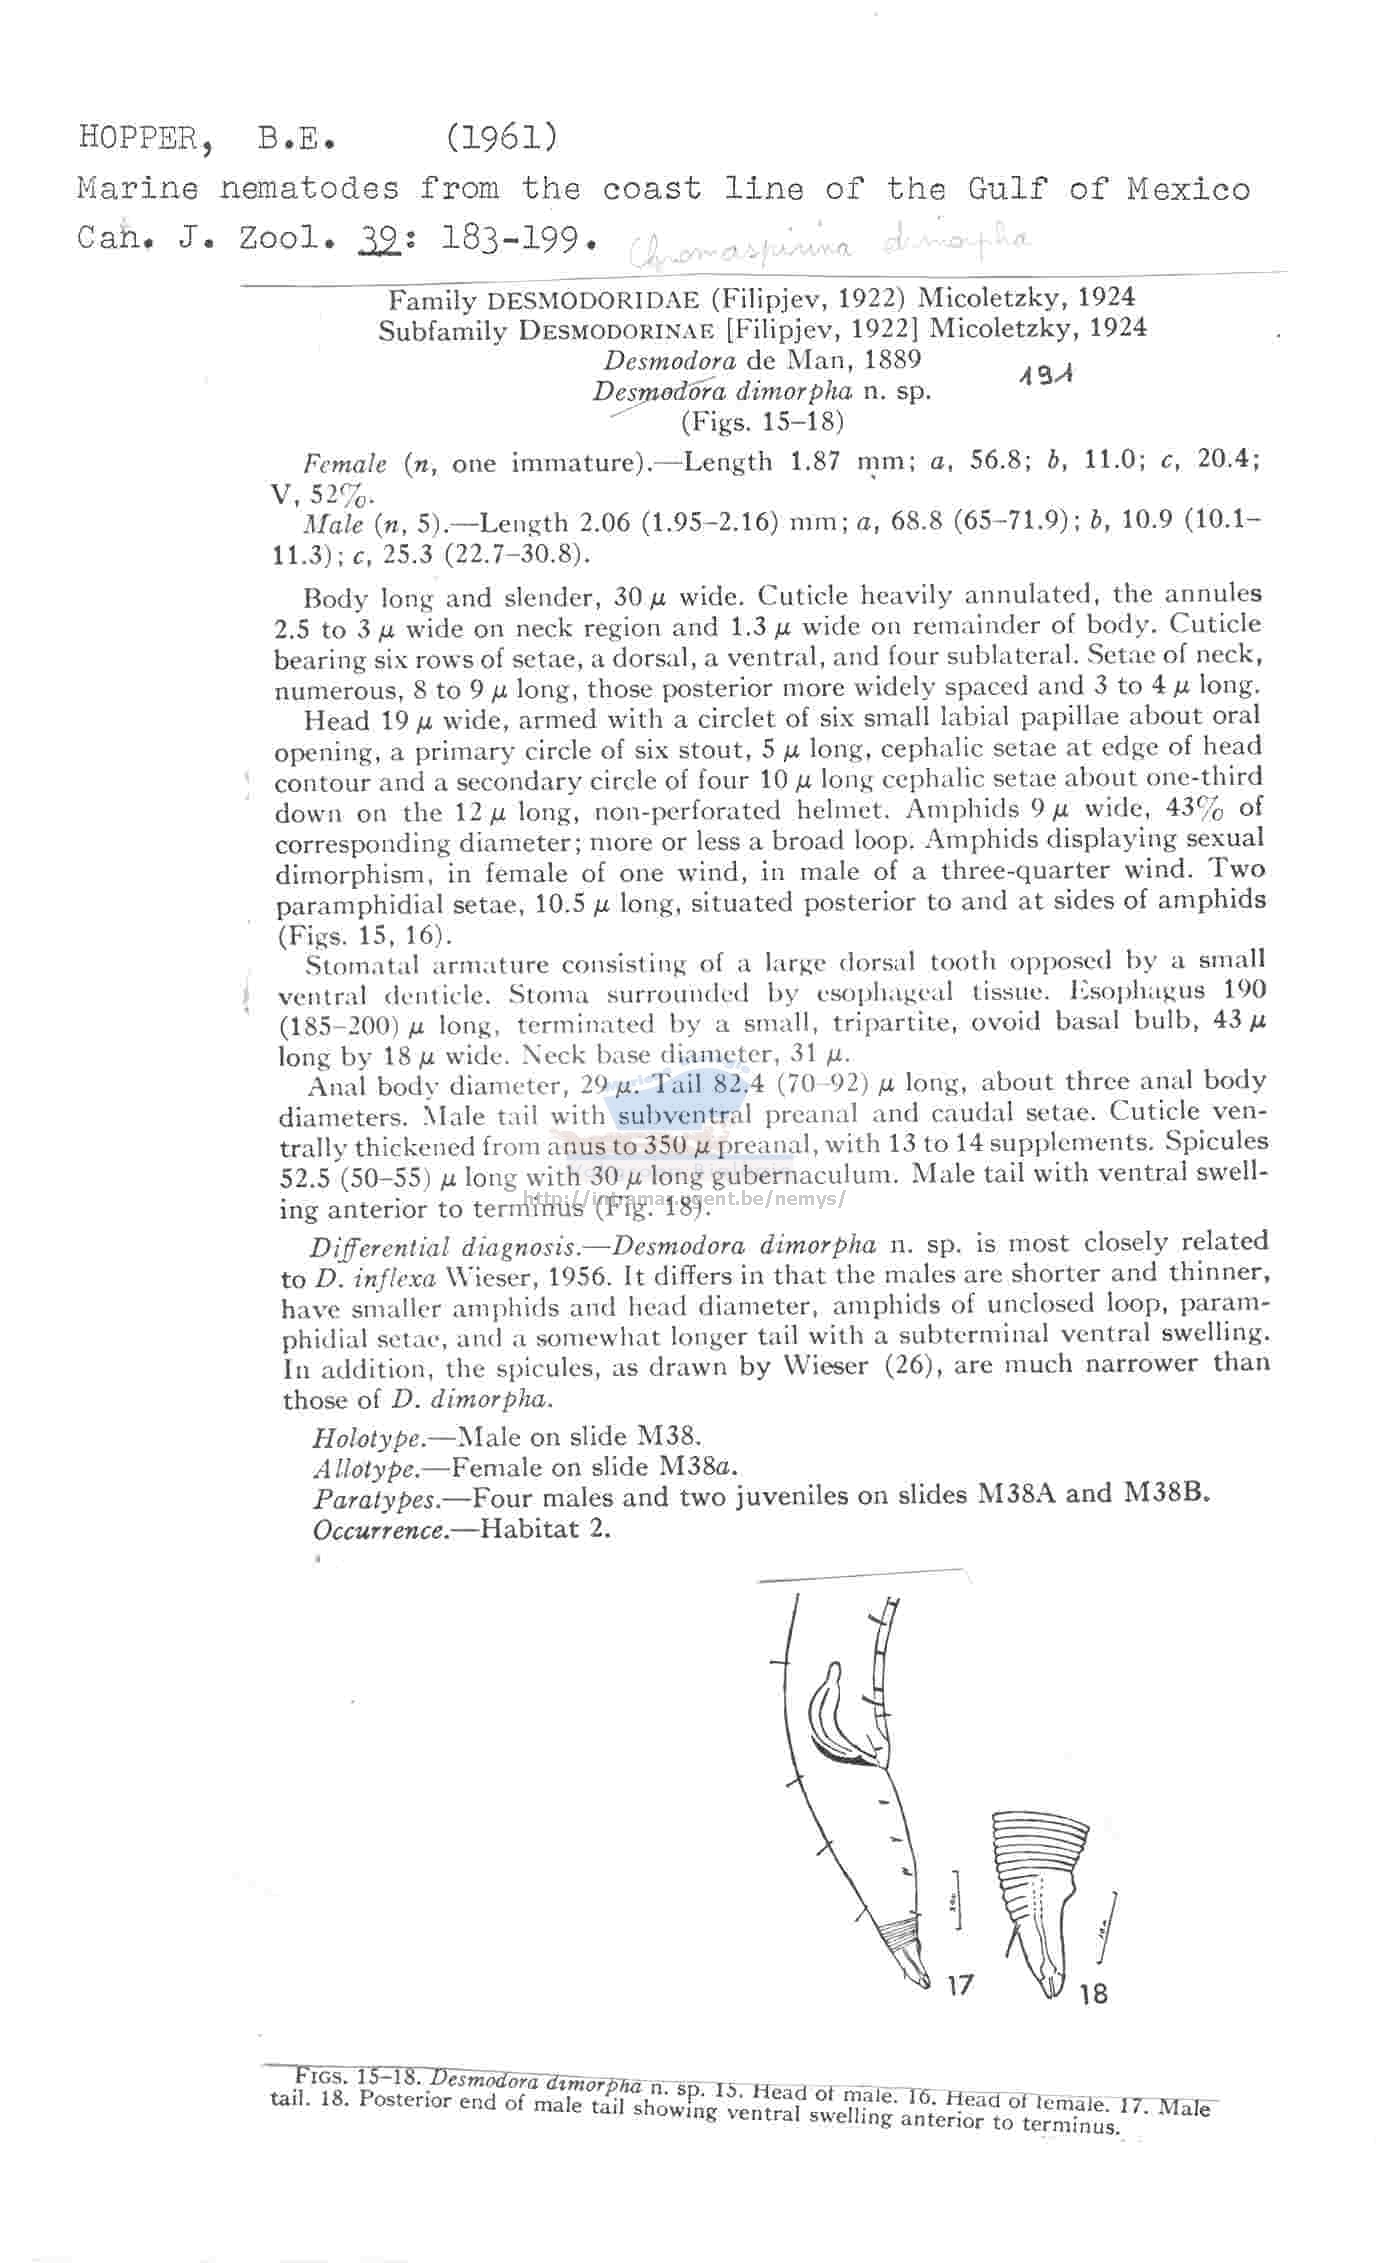 HOPPER, B.E. (1961)
Marine nematodes from the coast line of the Gulf of Mexico
Can. J. Zool. 39: 183-199. Chromaspirina dimorpha
Family DESMODORIDAE (Filipjev, 1922) Micoletzky, 1924
Subfamily DESMODORINAE [Filipjev, 1922] Micoletzky, 1924
Desmodora de Man, 1889
191
Desmodora dimorpha n. sp.
(Figs. 15–18)
Female (n, one immature).—Length 1.87 mm; a, 56.8; b, 11.0; c, 20.4;
V, 52%.
Male (n, 5).—Length 2.06 (1.95–2.16) mm; a, 68.8 (65–71.9); b, 10.9 (10.1–
11.3); c, 25.3 (22.7–30.8).
Body long and slender, 30 μ wide. Cuticle heavily annulated, the annules
2.5 to 3 μ wide on neck region and 1.3 μ wide on remainder of body. Cuticle
bearing six rows of setae, a dorsal, a ventral, and four sublateral. Setae of neck,
numerous, 8 to 9 μ long, those posterior more widely spaced and 3 to 4 μ long.
Head 19 μ wide, armed with a circlet of six small labial papillae about oral
opening, a primary circle of six stout, 5 μ long, cephalic setae at edge of head
contour and a secondary circle of four 10 μ long cephalic setae about one-third
down on the 12 μ long, non-perforated helmet. Amphids 9 μ wide, 43% of
corresponding diameter; more or less a broad loop. Amphids displaying sexual
dimorphism, in female of one wind, in male of a three-quarter wind. Two
paramphidial setae, 10.5 μ long, situated posterior to and at sides of amphids
(Figs. 15, 16).
Stomatal armature consisting of a large dorsal tooth opposed by a small
ventral denticle. Stoma surrounded by esophageal tissue. Esophagus 190
(185–200) μ long, terminated by a small, tripartite, ovoid basal bulb, 43 μ
long by 18 μ wide. Neck base diameter, 31 μ.
Anal body diameter, 29 μ. Tail 82.4 (70–92) μ long, about three anal body
diameters. Male tail with subventral preanal and caudal setae. Cuticle ven-
trally thickened from anus to 350 μ preanal, with 13 to 14 supplements. Spicules
52.5 (50–55) μ long with 30 μ long gubernaculum. Male tail with ventral swell-
http://intramar.ugent.be/nemys/
ing anterior to terminus (Fig. 18).
Differential diagnosis.—Desmodora dimorpha n. sp. is most closely related
to D. inflexa Wieser, 1956. It differs in that the males are shorter and thinner,
have smaller amphids and head diameter, amphids of unclosed loop, param-
phidial setae, and a somewhat longer tail with a subterminal ventral swelling.
In addition, the spicules, as drawn by Wieser (26), are much narrower than
those of D. dimorpha.
Holotype.—Male on slide M38.
Allotype.—Female on slide M38a.
Paratypes.—Four males and two juveniles on slides M38A and M38B.
Occurrence.—Habitat 2.
17
18
FIGS. 15–18. Desmodora dimorpha n. sp. 15. Head of male. 16. Head of female. 17. Male
tail. 18. Posterior end of male tail showing ventral swelling anterior to terminus.